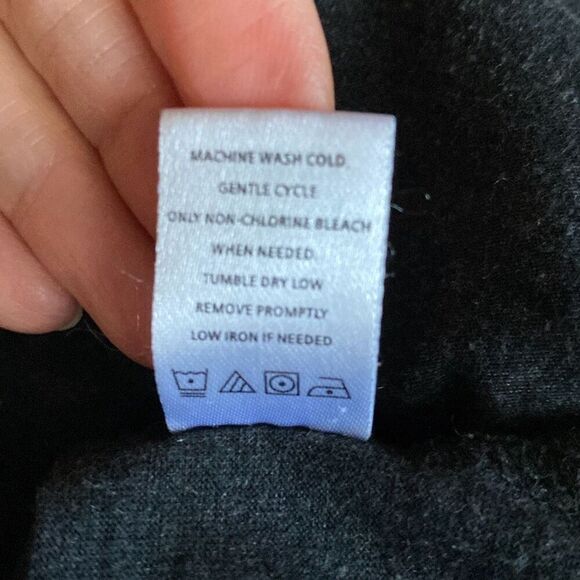 MACHINE WASH COLD
GENTLE CYCLE
ONLY NON-CHLORINE BLEACH
WHEN NEEDED
TUMBLE DRY LOW
REMOVE PROMPTLY
LOW IRON IF NEEDED